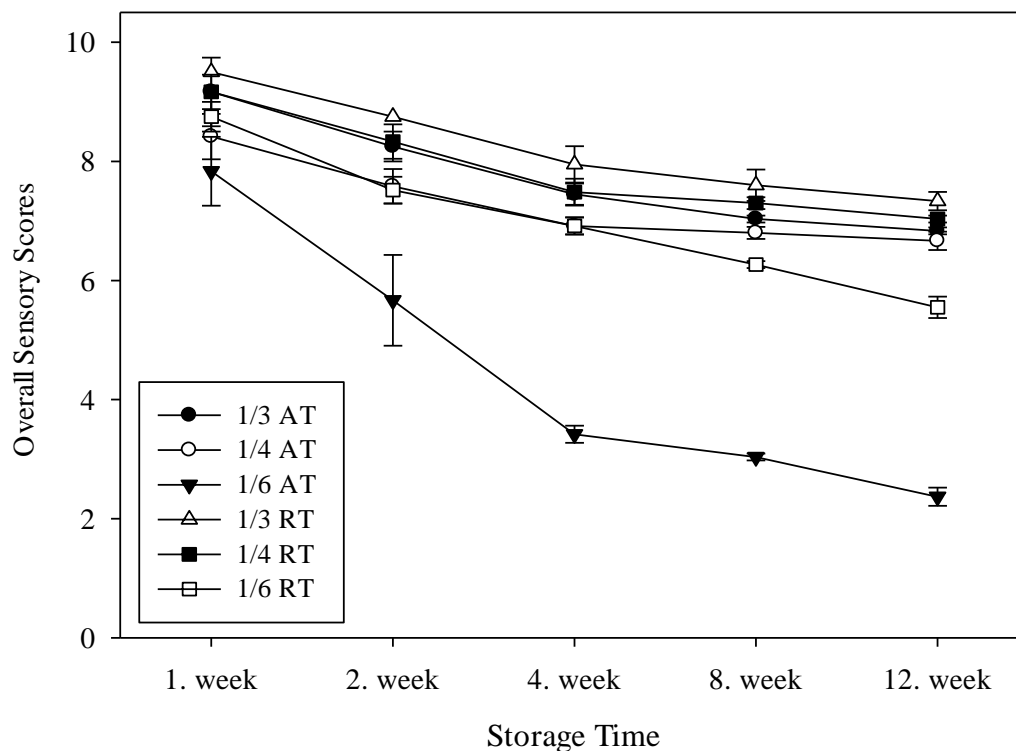 10
8
6
4
2
0
Overall Sensory Scores
1/3 AT
1/4 AT
1/6 AT
1/3 RT
1/4 RT
1/6 RT
1. week 2. week 4. week 8. week 12. week
Storage Time